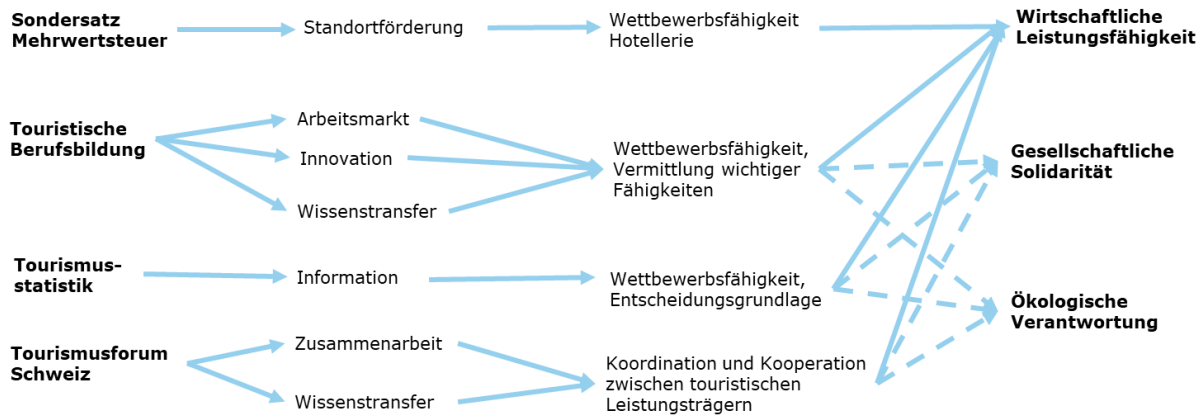 Sondersatz
Mehrwertsteuer
Standortförderung
Wettbewerbsfähigkeit
Hotellerie
Wirtschaftliche
Leistungsfähigkeit
Touristische
Berufsbildung
Arbeitsmarkt
Innovation
Wissenstransfer
Wettbewerbsfähigkeit,
Vermittlung wichtiger
Fähigkeiten
Gesellschaftliche
Solidarität
Tourismus-
statistik
Information
Wettbewerbsfähigkeit,
Entscheidungsgrundlage
Ökologische
Verantwortung
Tourismusforum
Schweiz
Zusammenarbeit
Wissenstransfer
Koordination und Kooperation
zwischen touristischen
Leistungsträgern